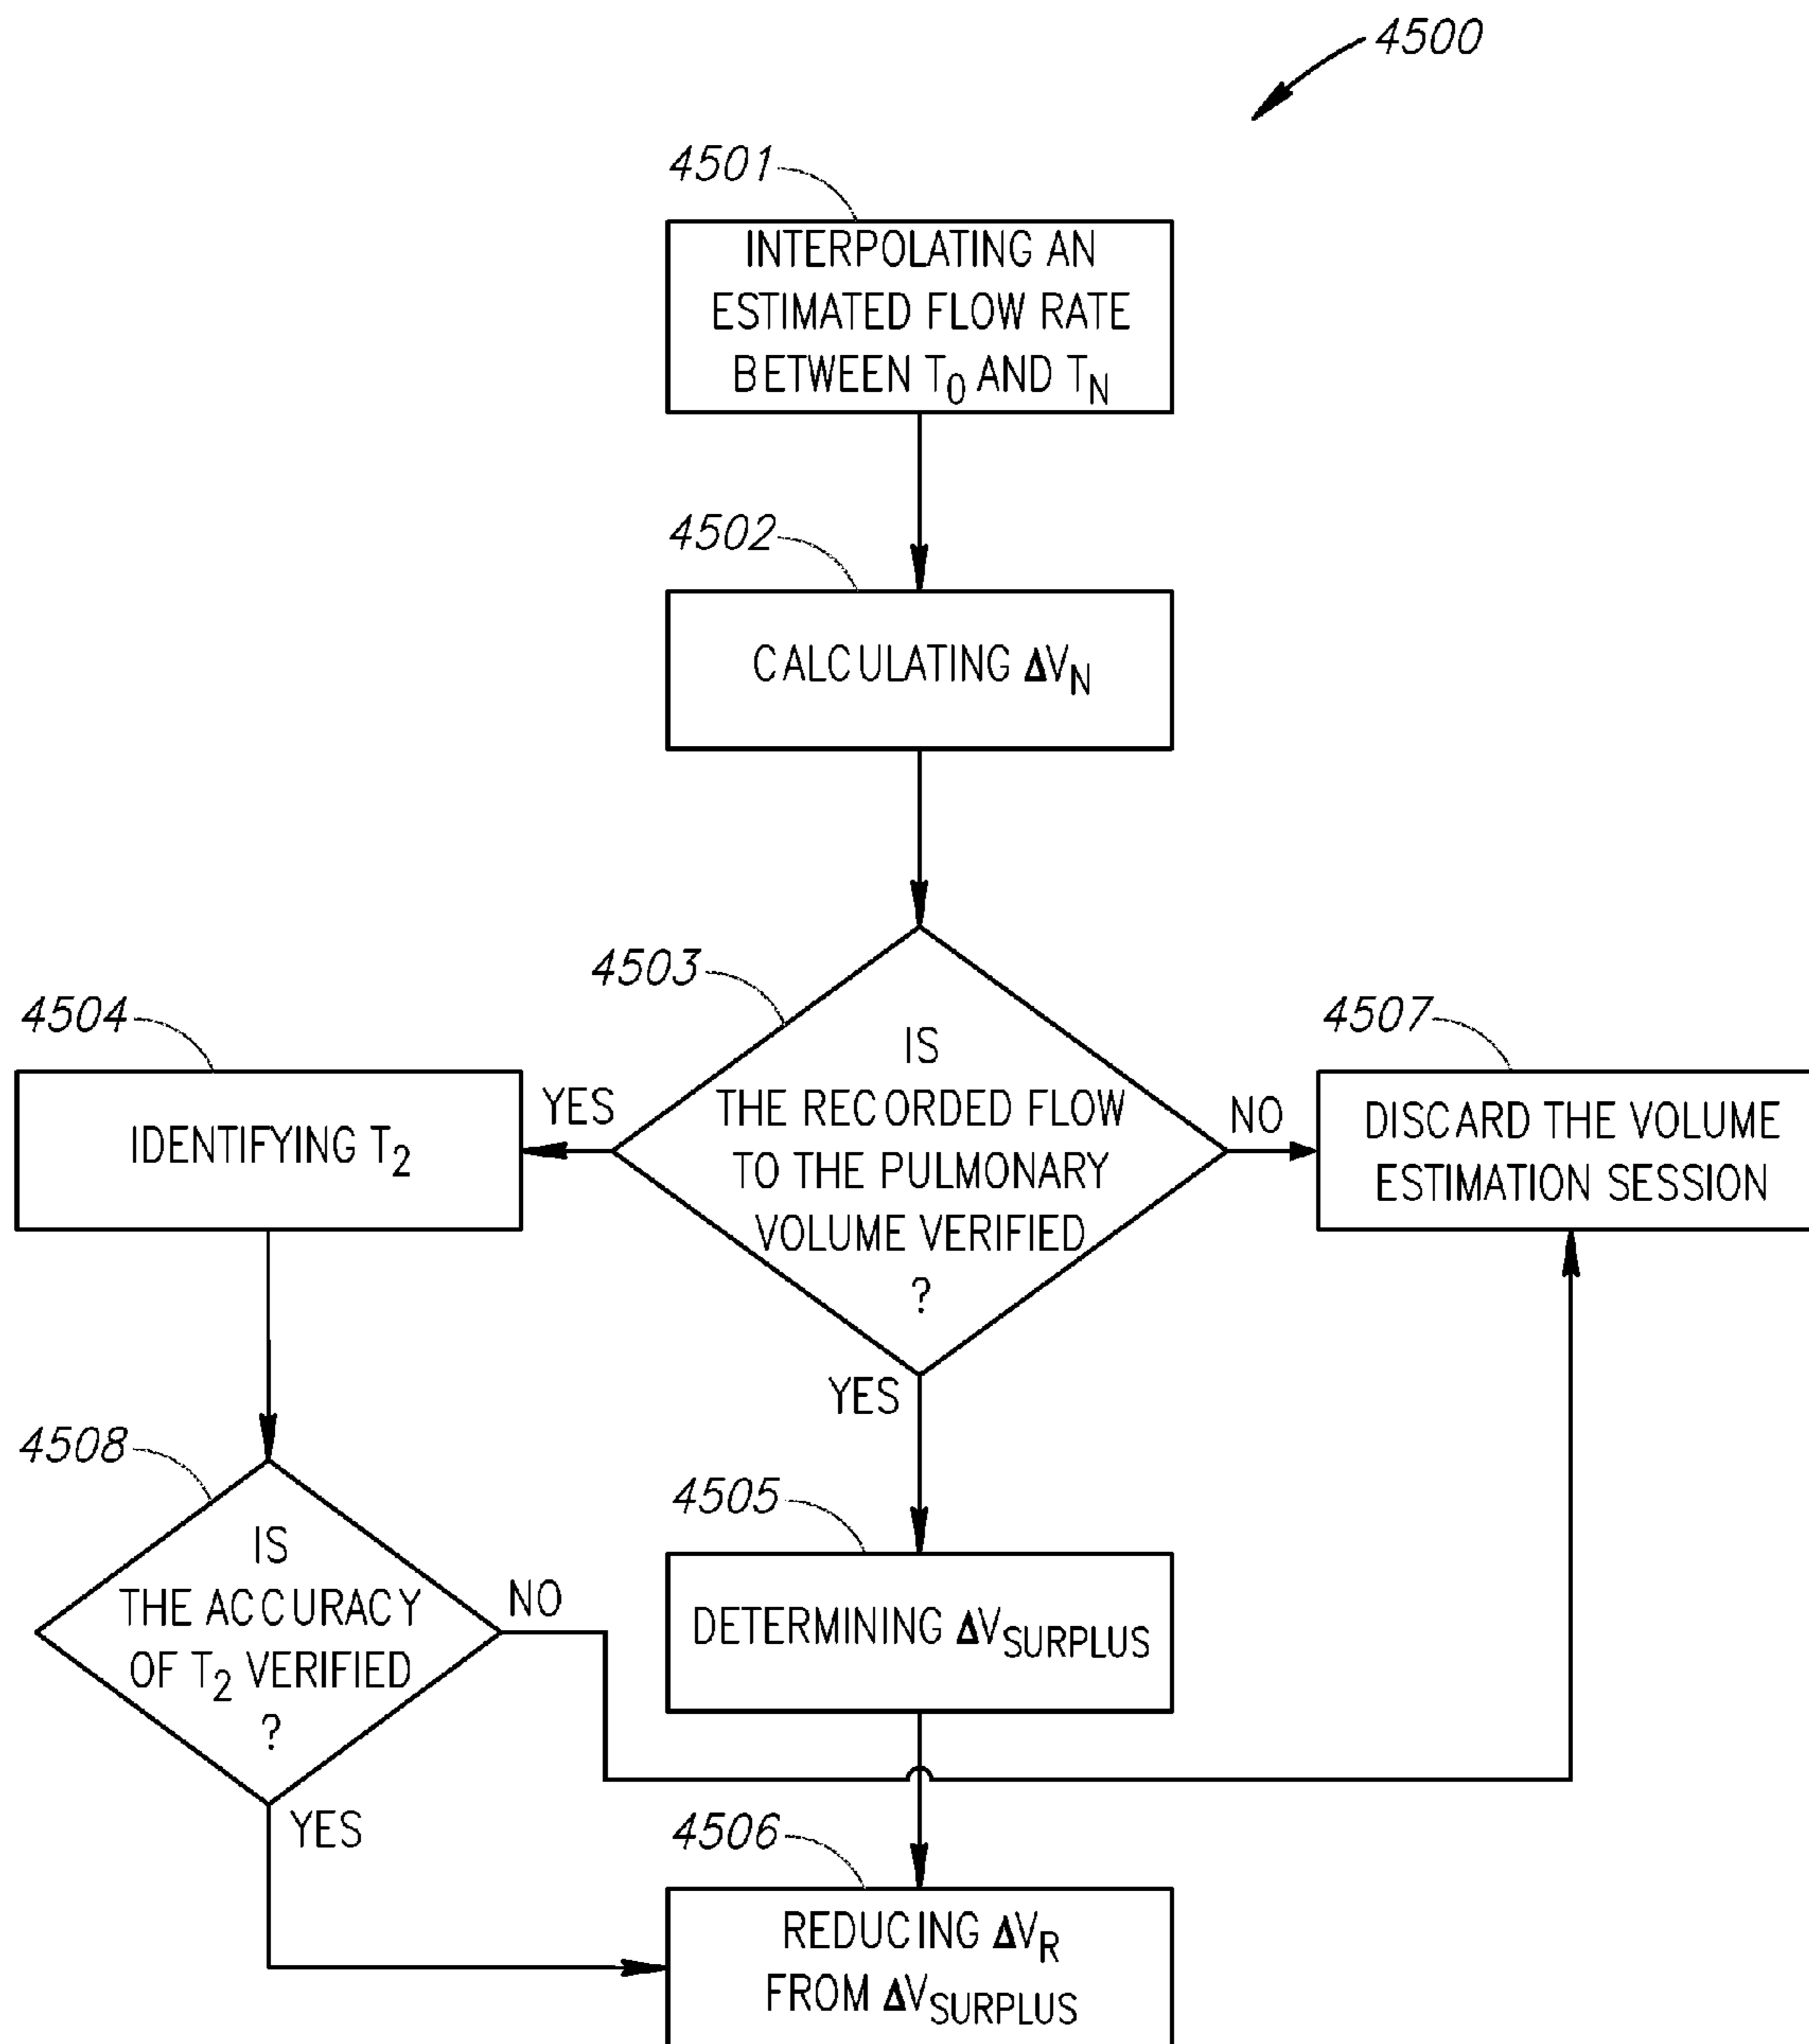 4500
4501
INTERPOLATING AN
ESTIMATED FLOW RATE
BETWEEN T0 AND TN
4502
CALCULATING ΔVN
4503
IS
THE RECORDED FLOW
TO THE PULMONARY
VOLUME VERIFIED
?
YES
NO
YES
4504
IDENTIFYING T2
4507
DISCARD THE VOLUME
ESTIMATION SESSION
4508
IS
THE ACCURACY
OF T2 VERIFIED
?
NO
YES
4505
DETERMINING ΔVSURPLUS
4506
REDUCING ΔVR
FROM ΔVSURPLUS